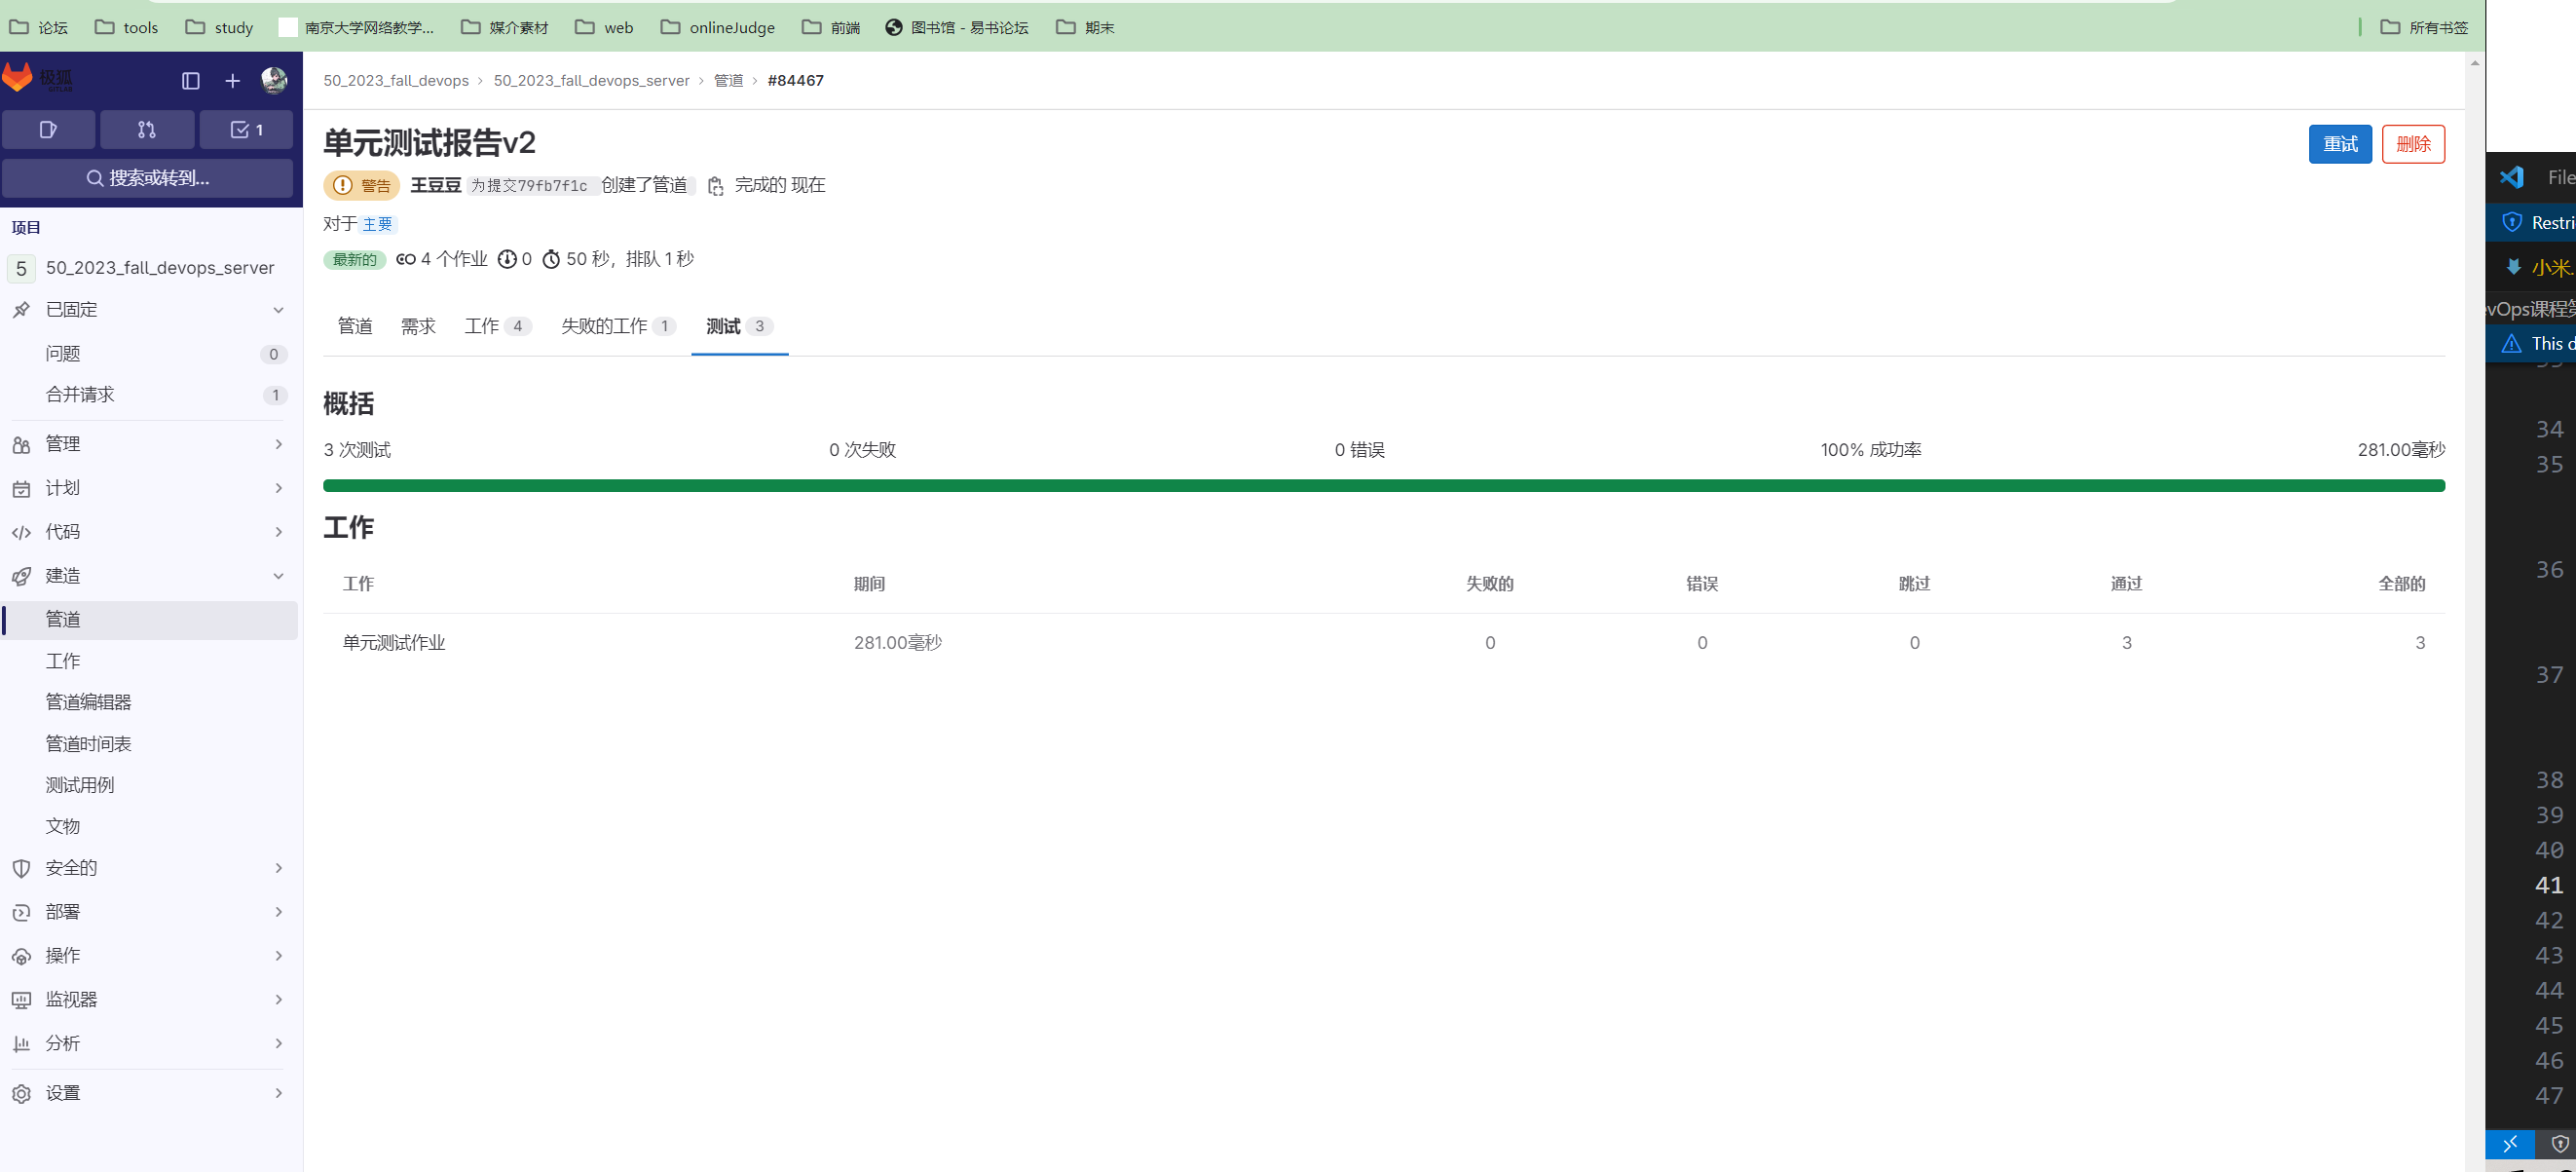 论坛 tools study 南京大学网络教学... 媒介素材 web onlineJudge 前端 图书馆 - 易书论坛 期末 所有书签
极狐
GITLAB
50_2023_fall_devops › 50_2023_fall_devops_server › 管道 › #84467
1
搜索或转到...
项目
5 50_2023_fall_devops_server
已固定
问题 0
合并请求 1
管理
计划
代码
建造
管道
工作
管道编辑器
管道时间表
测试用例
文物
安全的
部署
操作
监视器
分析
设置
单元测试报告v2
重试 删除
警告 王豆豆 为提交79fb7f1c 创建了管道 完成的 现在
对于 主要
最新的 4 个作业 0 50 秒，排队 1 秒
管道 需求 工作 4 失败的工作 1 测试 3
概括
3 次测试 0 次失败 0 错误 100% 成功率 281.00毫秒
工作
工作 期间 失败的 错误 跳过 通过 全部的
单元测试作业 281.00毫秒 0 0 0 3 3
File
Restri
小米.
evOps课程
This d
34
35
36
37
38
39
40
41
42
43
44
45
46
47